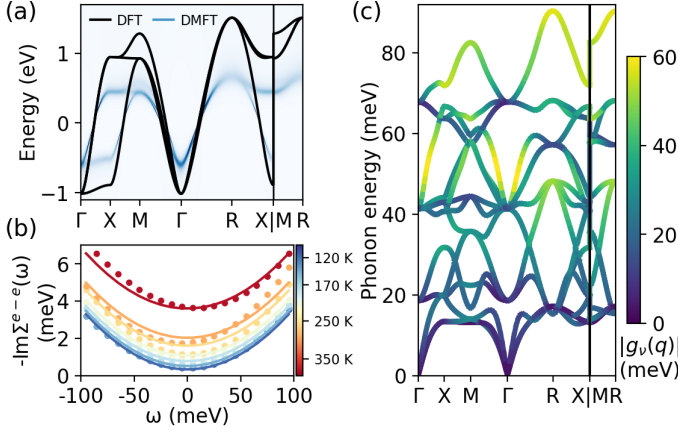 (a)
DFT
DMFT
Energy (eV)
1
0
−1
Γ X M Γ R X|M R
(b)
-ImΣᵉ⁻ᵉ(ω)
(meV)
6
4
2
0
-100 -50 0 50 100
ω (meV)
120 K
170 K
250 K
350 K
(c)
Phonon energy (meV)
80
60
40
20
0
Γ X M Γ R X|MR
60
40
20
0
|gν(q)|
(meV)